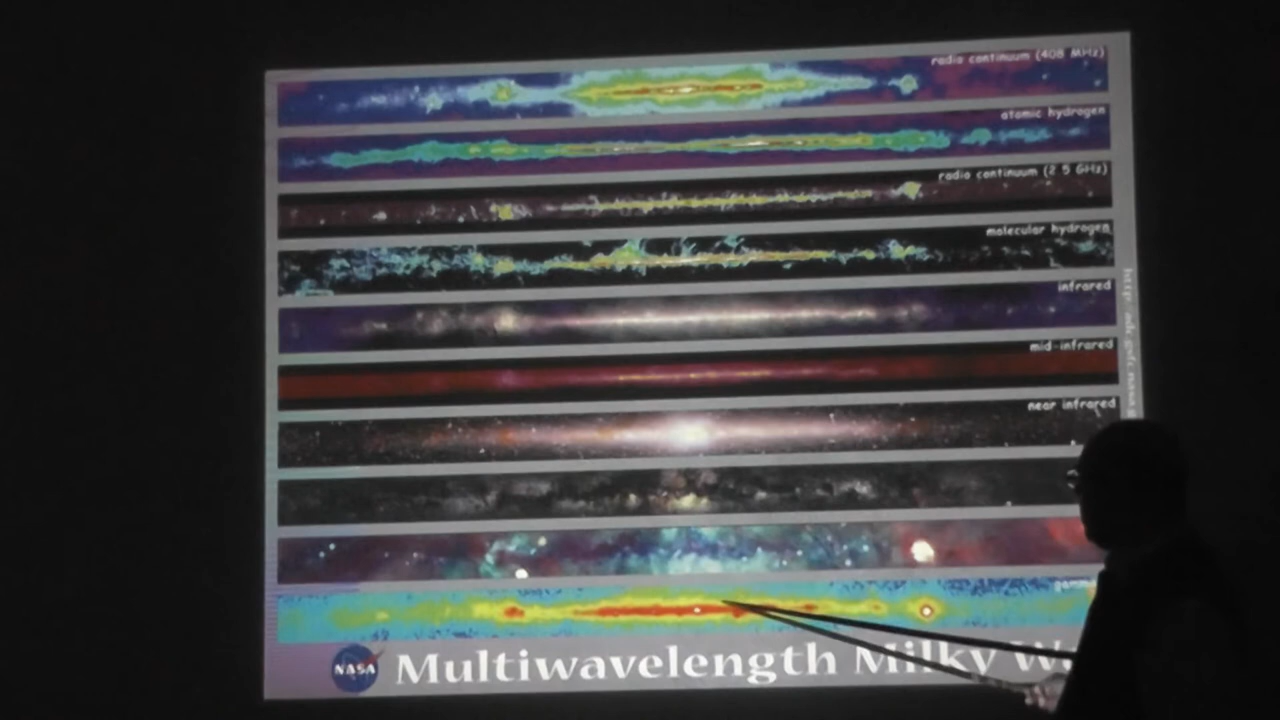 radio continuum (408 MHz)
atomic hydrogen
radio continuum (2.5 GHz)
molecular hydrogen
infrared
mid-infrared
near infrared
NASA
Multiwavelength Milky